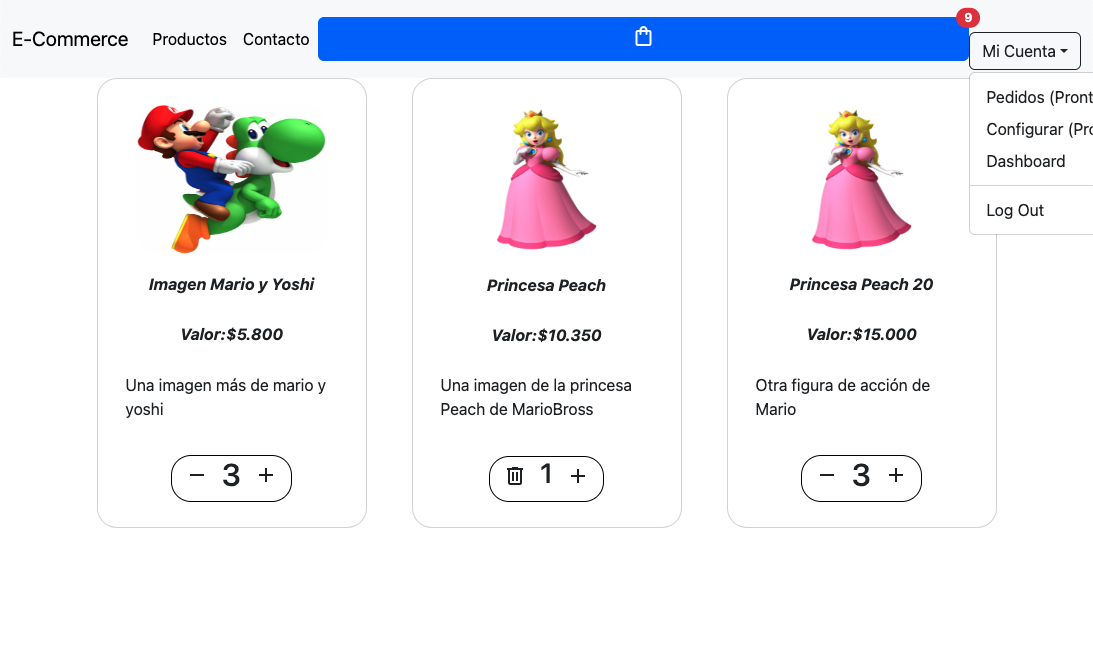 E-Commerce
Productos
Contacto
9
Mi Cuenta
Pedidos (Pront
Configurar (Pro
Dashboard
Log Out
Imagen Mario y Yoshi
Valor:$5.800
Una imagen más de mario y
yoshi
3
Princesa Peach
Valor:$10.350
Una imagen de la princesa
Peach de MarioBross
1
Princesa Peach 20
Valor:$15.000
Otra figura de acción de
Mario
3